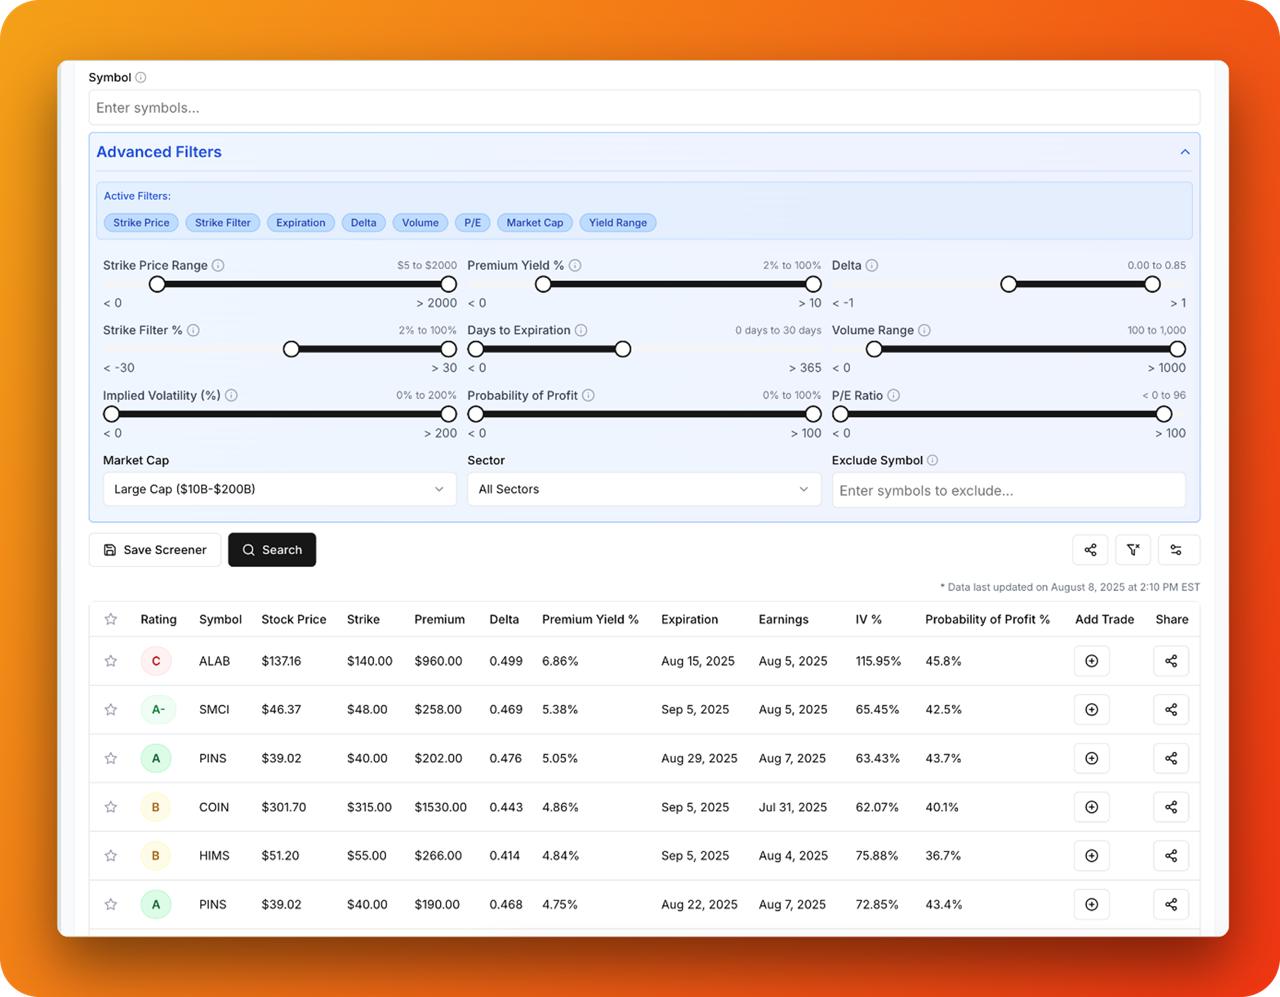 Symbol
Enter symbols...
Advanced Filters
Active Filters:
Strike Price Strike Filter Expiration Delta Volume P/E Market Cap Yield Range
Strike Price Range $5 to $2000 Premium Yield % 2% to 100% Delta 0.00 to 0.85
< 0 > 2000 < 0 > 10 < -1 > 1
Strike Filter % 2% to 100% Days to Expiration 0 days to 30 days Volume Range 100 to 1,000
< -30 > 30 < 0 > 365 < 0 > 1000
Implied Volatility (%) 0% to 200% Probability of Profit 0% to 100% P/E Ratio < 0 to 96
< 0 > 200 < 0 > 100 < 0 > 100
Market Cap Sector Exclude Symbol
Large Cap ($10B-$200B) All Sectors Enter symbols to exclude...
Save Screener Search
* Data last updated on August 8, 2025 at 2:10 PM EST
Rating Symbol Stock Price Strike Premium Delta Premium Yield % Expiration Earnings IV % Probability of Profit % Add Trade Share
C ALAB $137.16 $140.00 $960.00 0.499 6.86% Aug 15, 2025 Aug 5, 2025 115.95% 45.8%
A- SMCI $46.37 $48.00 $258.00 0.469 5.38% Sep 5, 2025 Aug 5, 2025 65.45% 42.5%
A PINS $39.02 $40.00 $202.00 0.476 5.05% Aug 29, 2025 Aug 7, 2025 63.43% 43.7%
B COIN $301.70 $315.00 $1530.00 0.443 4.86% Sep 5, 2025 Jul 31, 2025 62.07% 40.1%
B HIMS $51.20 $55.00 $266.00 0.414 4.84% Sep 5, 2025 Aug 4, 2025 75.88% 36.7%
A PINS $39.02 $40.00 $190.00 0.468 4.75% Aug 22, 2025 Aug 7, 2025 72.85% 43.4%